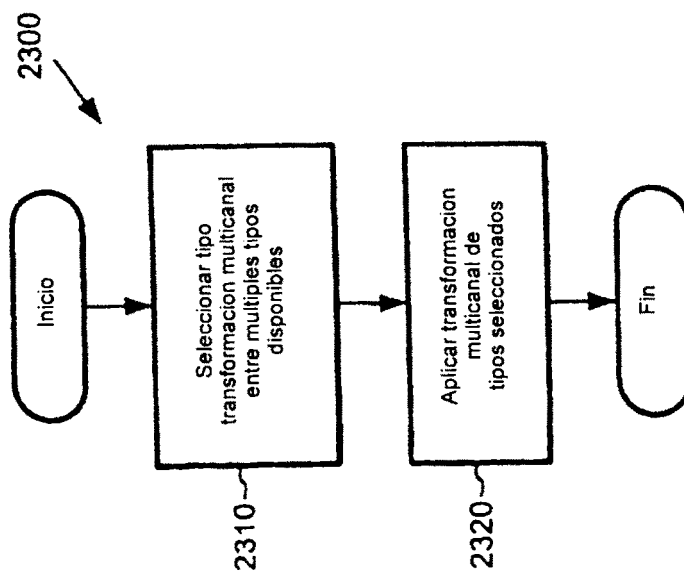 2300
Inicio
2310
Seleccionar tipo
transformacion multicanal
entre multiples tipos
disponibles
2320
Aplicar transformacion
multicanal de
tipos seleccionados
Fin